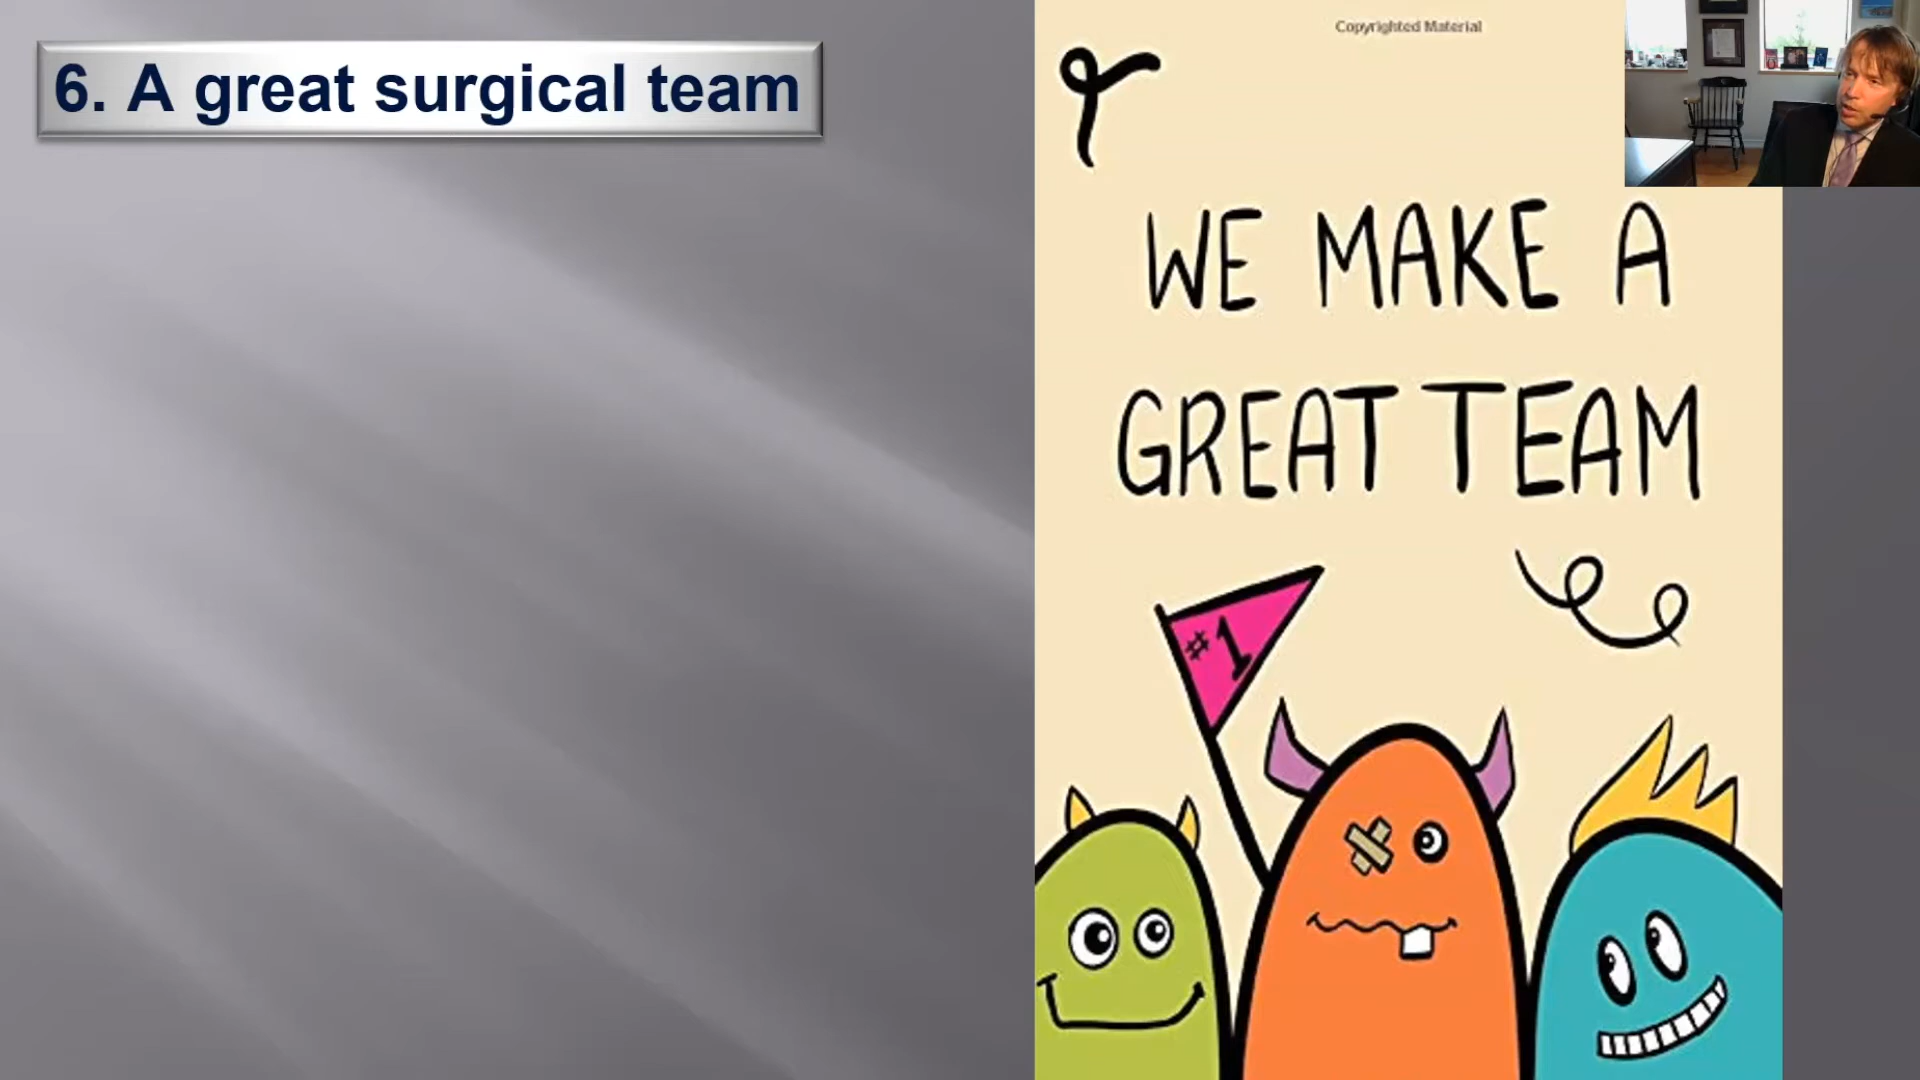 6. A great surgical team
Copyrighted Material
WE MAKE A
GREAT TEAM
#1